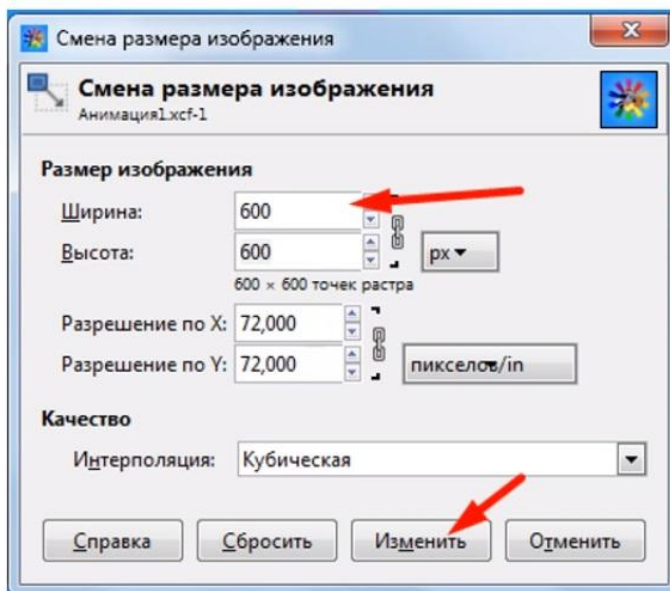 Смена размера изображения
Смена размера изображения
Анимация1.xcf-1
Размер изображения
Ширина: 600
Высота: 600 px
600 × 600 точек растра
Разрешение по X: 72,000
Разрешение по Y: 72,000 пикселов/in
Качество
Интерполяция: Кубическая
Справка Сбросить Изменить Отменить